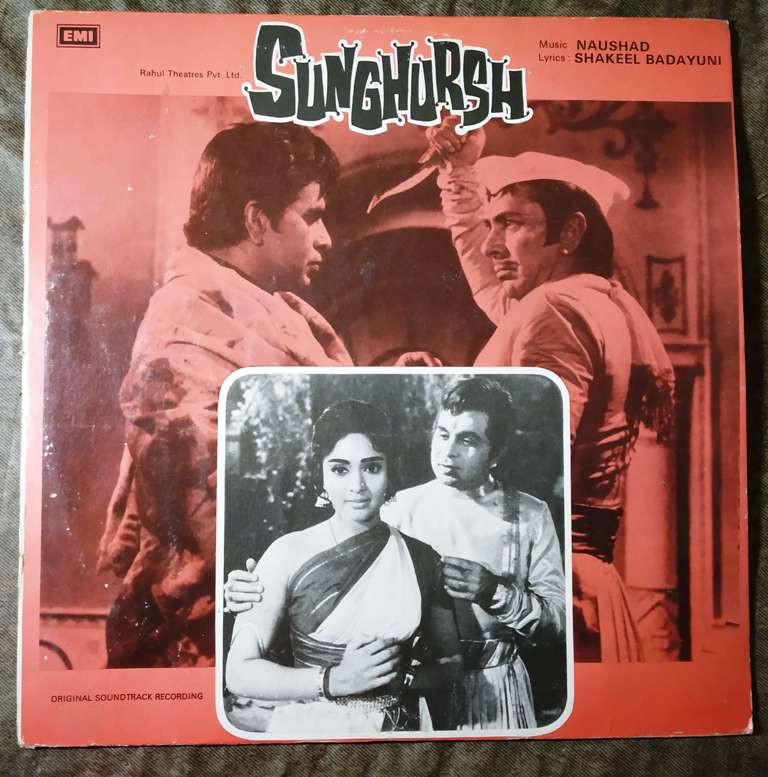 EMI
Rahul Theatres Pvt. Ltd.
SUNGHURSH
Music NAUSHAD
Lyrics: SHAKEEL BADAYUNI
ORIGINAL SOUNDTRACK RECORDING